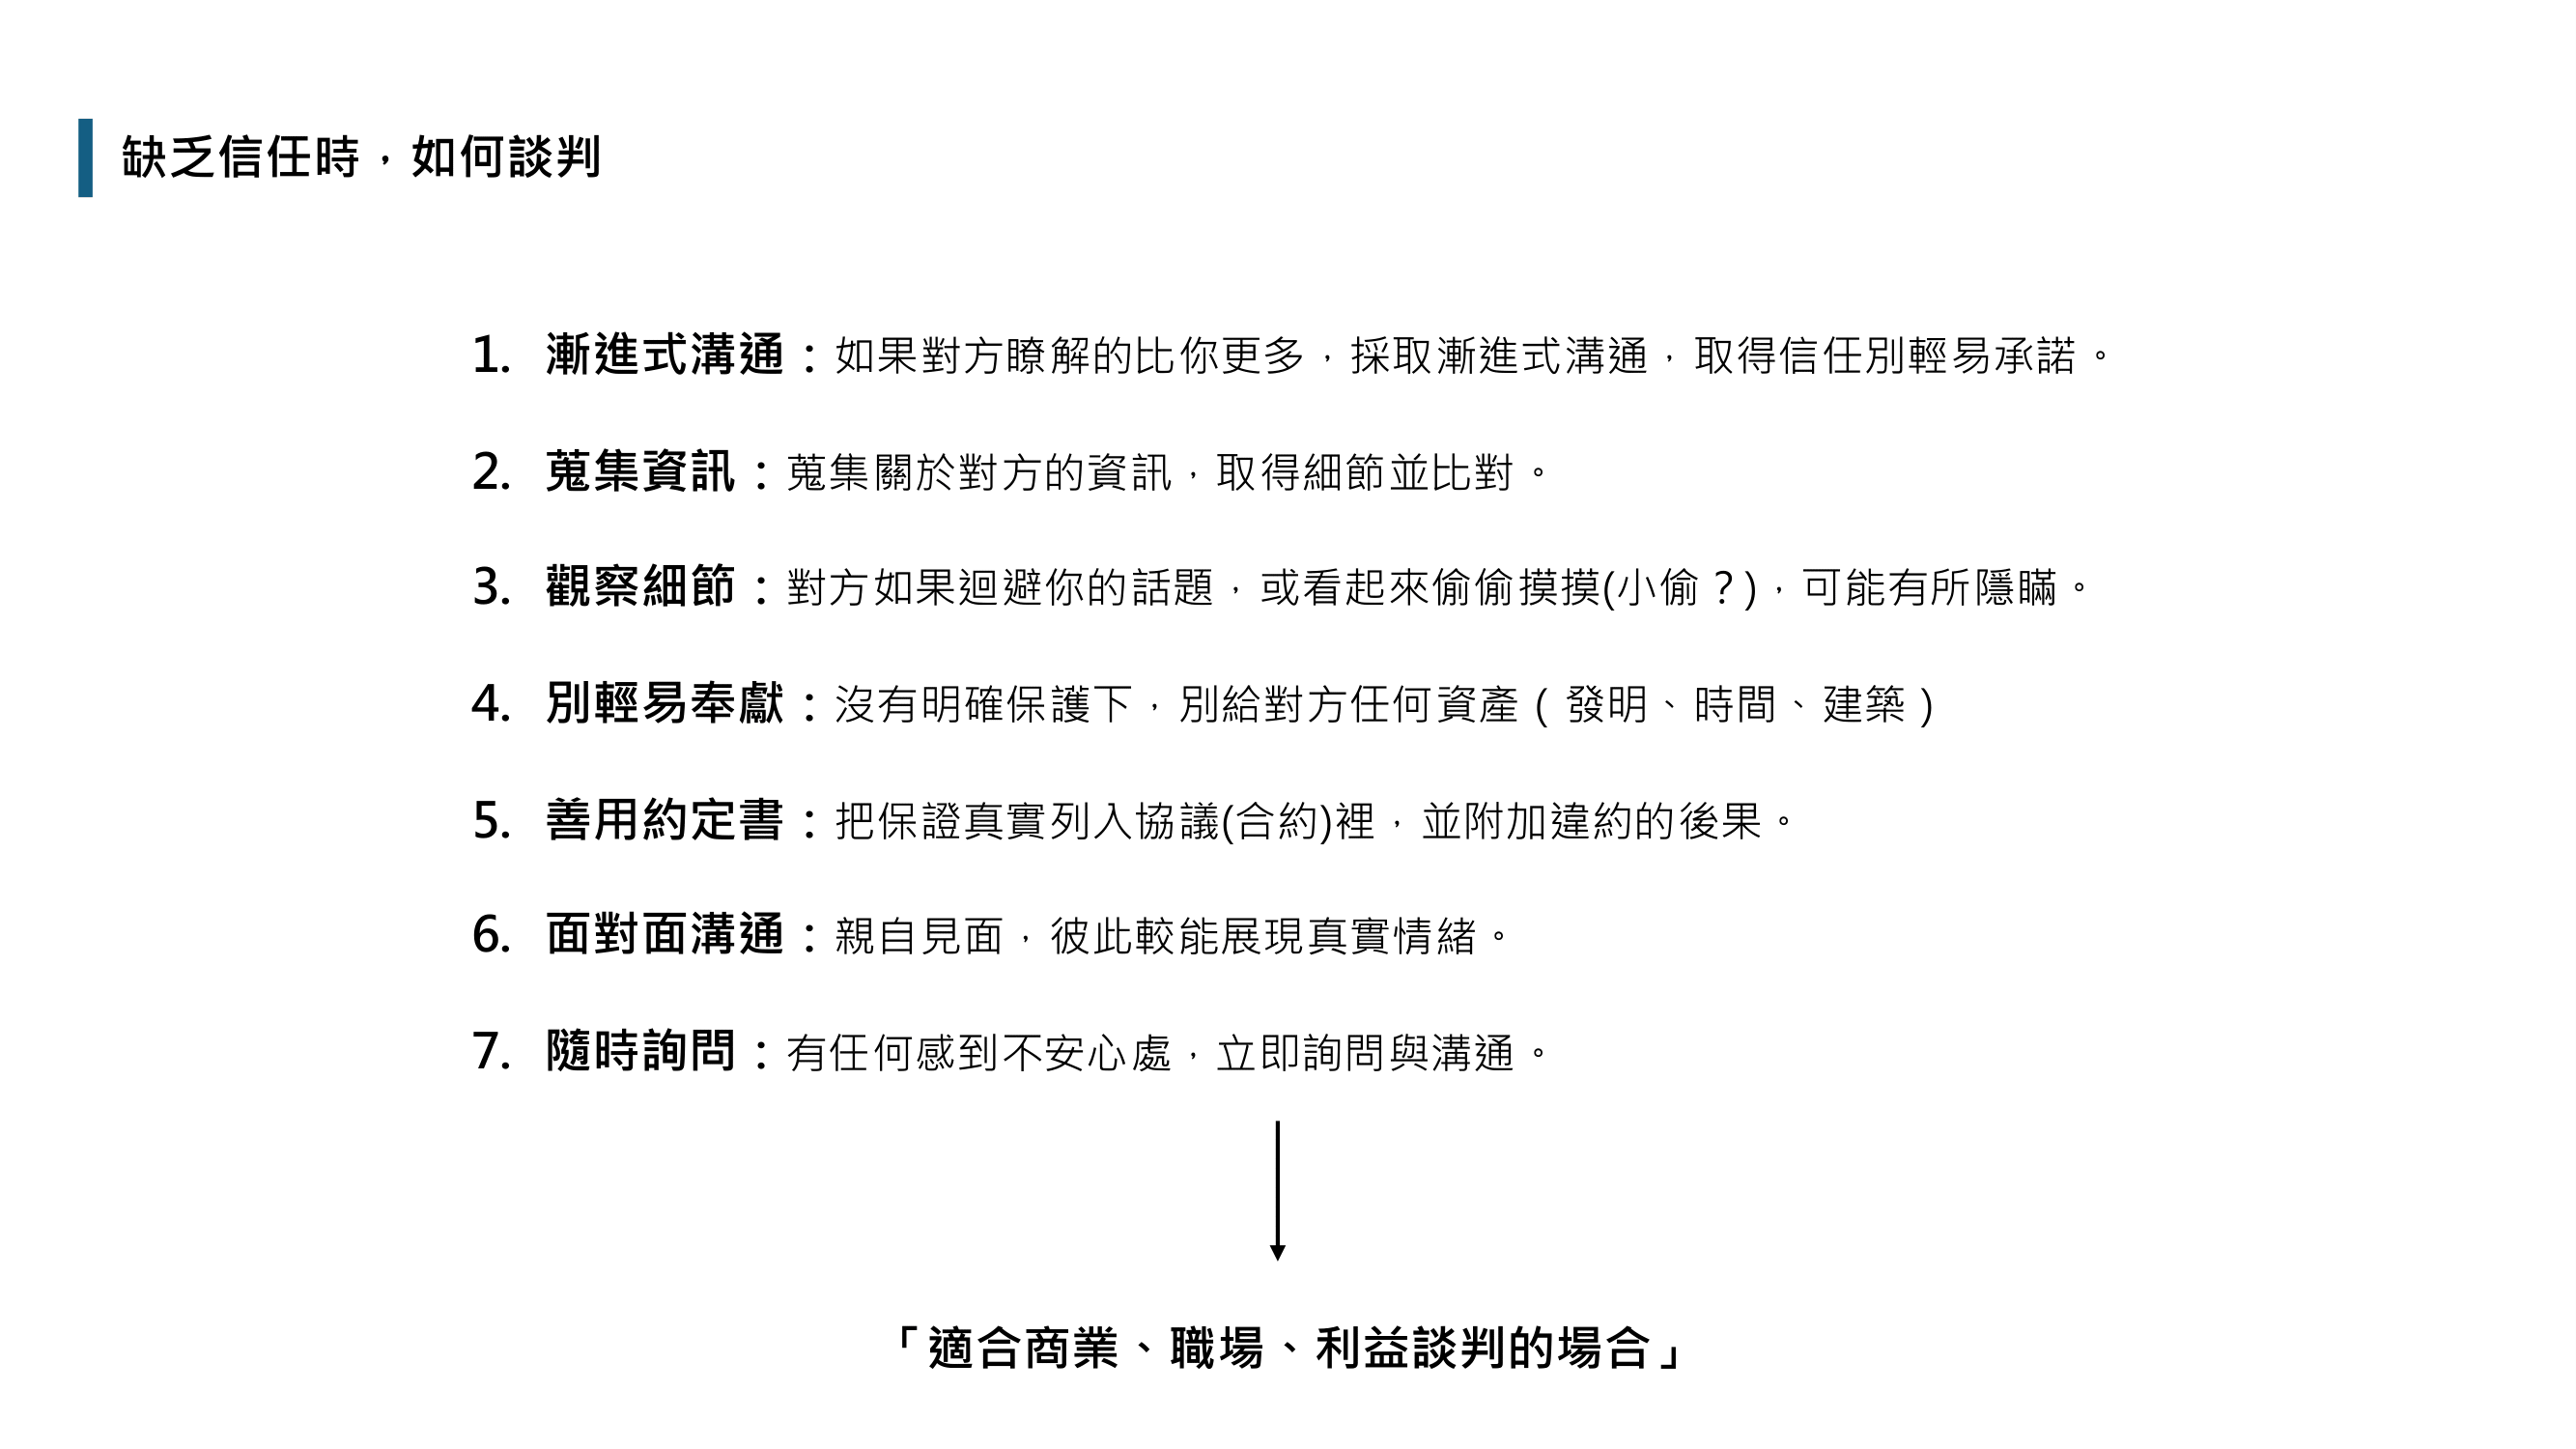 缺乏信任時，如何談判
1. 漸進式溝通：如果對方瞭解的比你更多，採取漸進式溝通，取得信任別輕易承諾。
2. 蒐集資訊：蒐集關於對方的資訊，取得細節並比對。
3. 觀察細節：對方如果迴避你的話題，或看起來偷偷摸摸(小偷？)，可能有所隱瞞。
4. 別輕易奉獻：沒有明確保護下，別給對方任何資產（發明、時間、建築）
5. 善用約定書：把保證真實列入協議(合約)裡，並附加違約的後果。
6. 面對面溝通：親自見面，彼此較能展現真實情緒。
7. 隨時詢問：有任何感到不安心處，立即詢問與溝通。
「適合商業、職場、利益談判的場合」